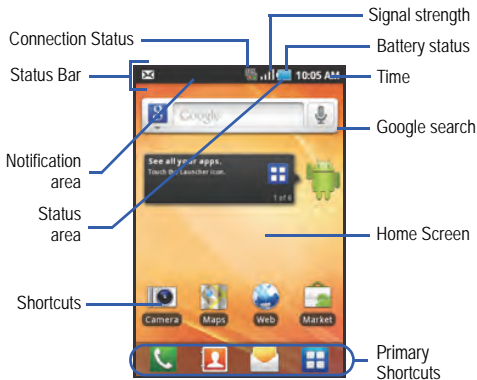 Signal strength
Connection Status
Battery status
Status Bar
10:05 AM
Time
Google
Google search
See all your apps.
Touch the Launcher icon.
1 of 6
Notification
area
Status
area
Home Screen
Shortcuts
Camera
Maps
Web
Market
Primary
Shortcuts